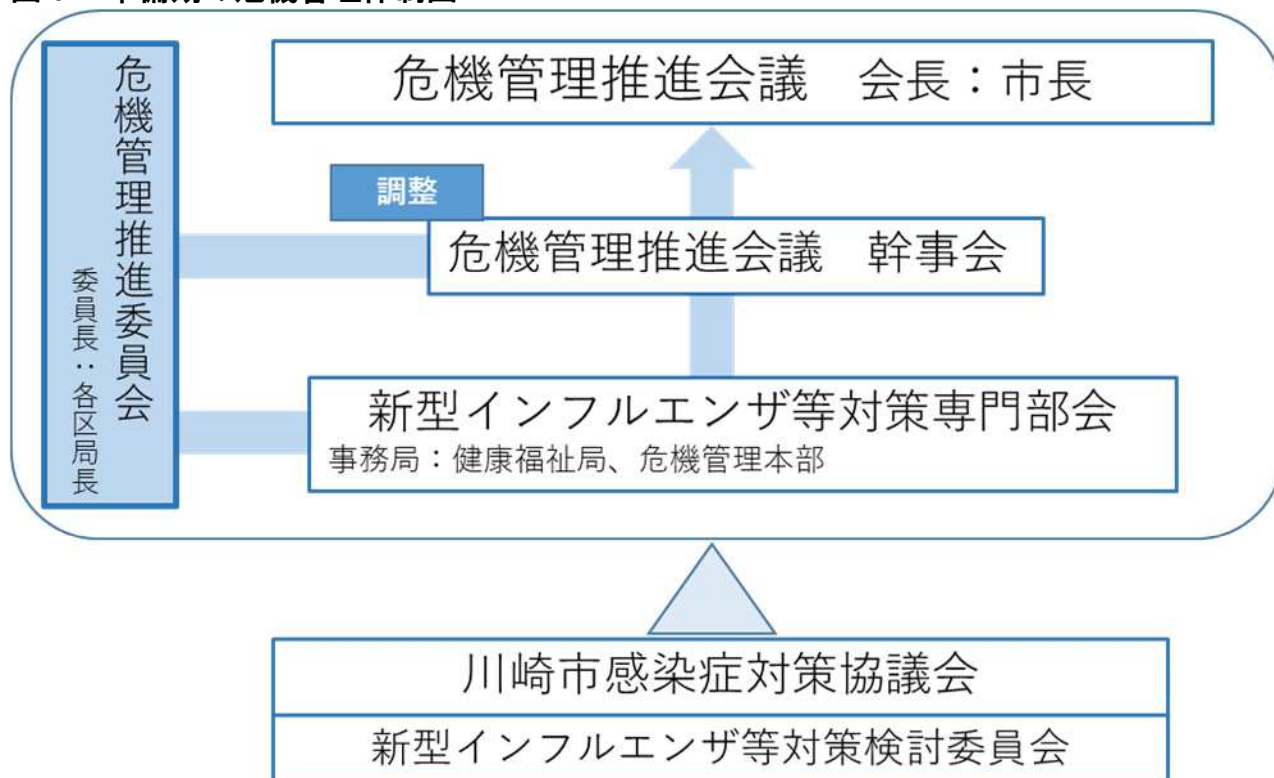 危機管理推進会議 会長：市長
危機管理推進委員会
委員長：各区局長
調整
危機管理推進会議 幹事会
新型インフルエンザ等対策専門部会
事務局：健康福祉局、危機管理本部
川崎市感染症対策協議会
新型インフルエンザ等対策検討委員会